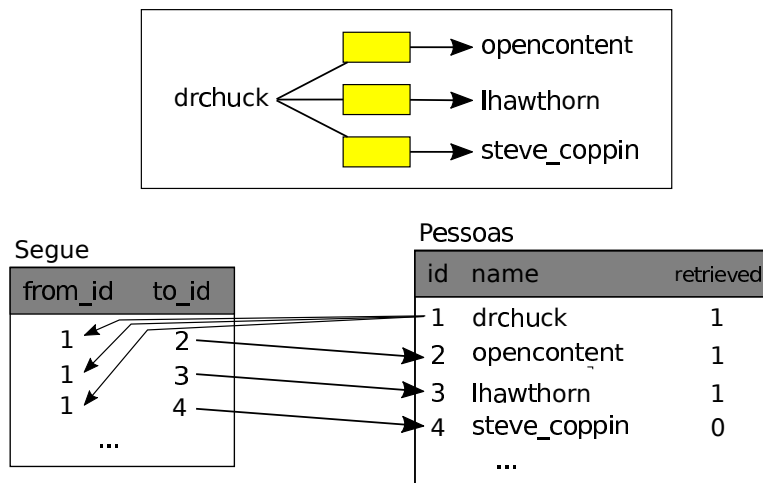 opencontent
drchuck
lhawthorn
steve_coppin
Segue
from_id to_id
1 2
1 3
1 4
...
Pessoas
id name retrieved
1 drchuck 1
2 opencontent 1
3 lhawthorn 1
4 steve_coppin 0
...